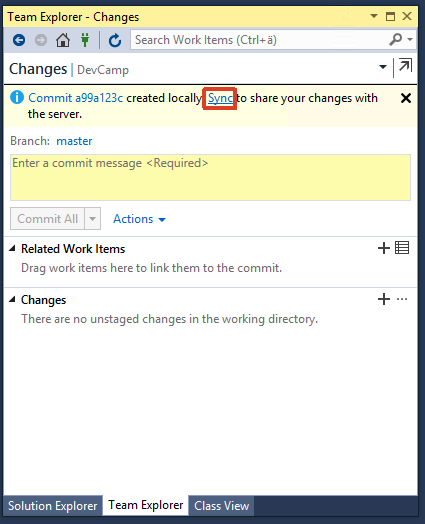 Team Explorer - Changes
Search Work Items (Ctrl+ä)
Changes | DevCamp
Commit a99a123c created locally. Sync to share your changes with
the server.
Branch: master
Enter a commit message <Required>
Commit All Actions
Related Work Items
Drag work items here to link them to the commit.
Changes
There are no unstaged changes in the working directory.
Solution Explorer Team Explorer Class View